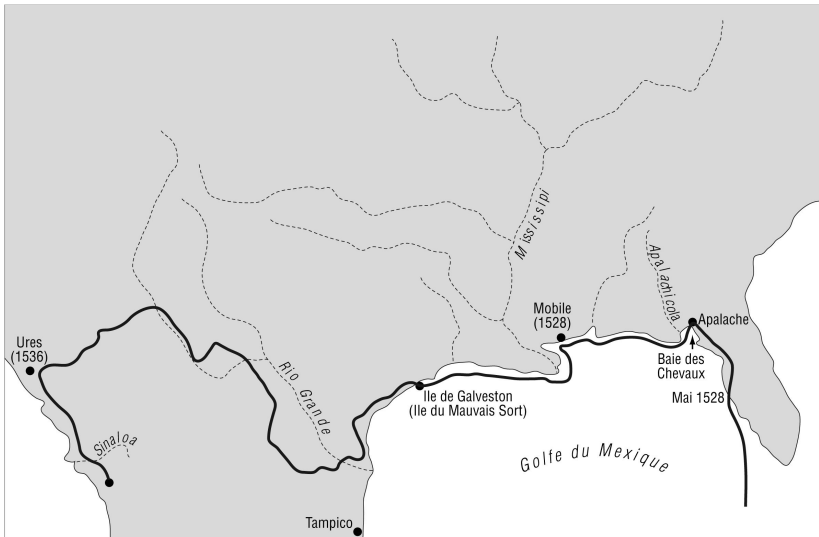 Mississipi
Apalachicola
Mobile
(1528)
Apalache
Ures
(1536)
Baie des
Chevaux
Rio Grande
Ile de Galveston
(Ile du Mauvais Sort)
Mai 1528
Sinaloa
Golfe du Mexique
Tampico